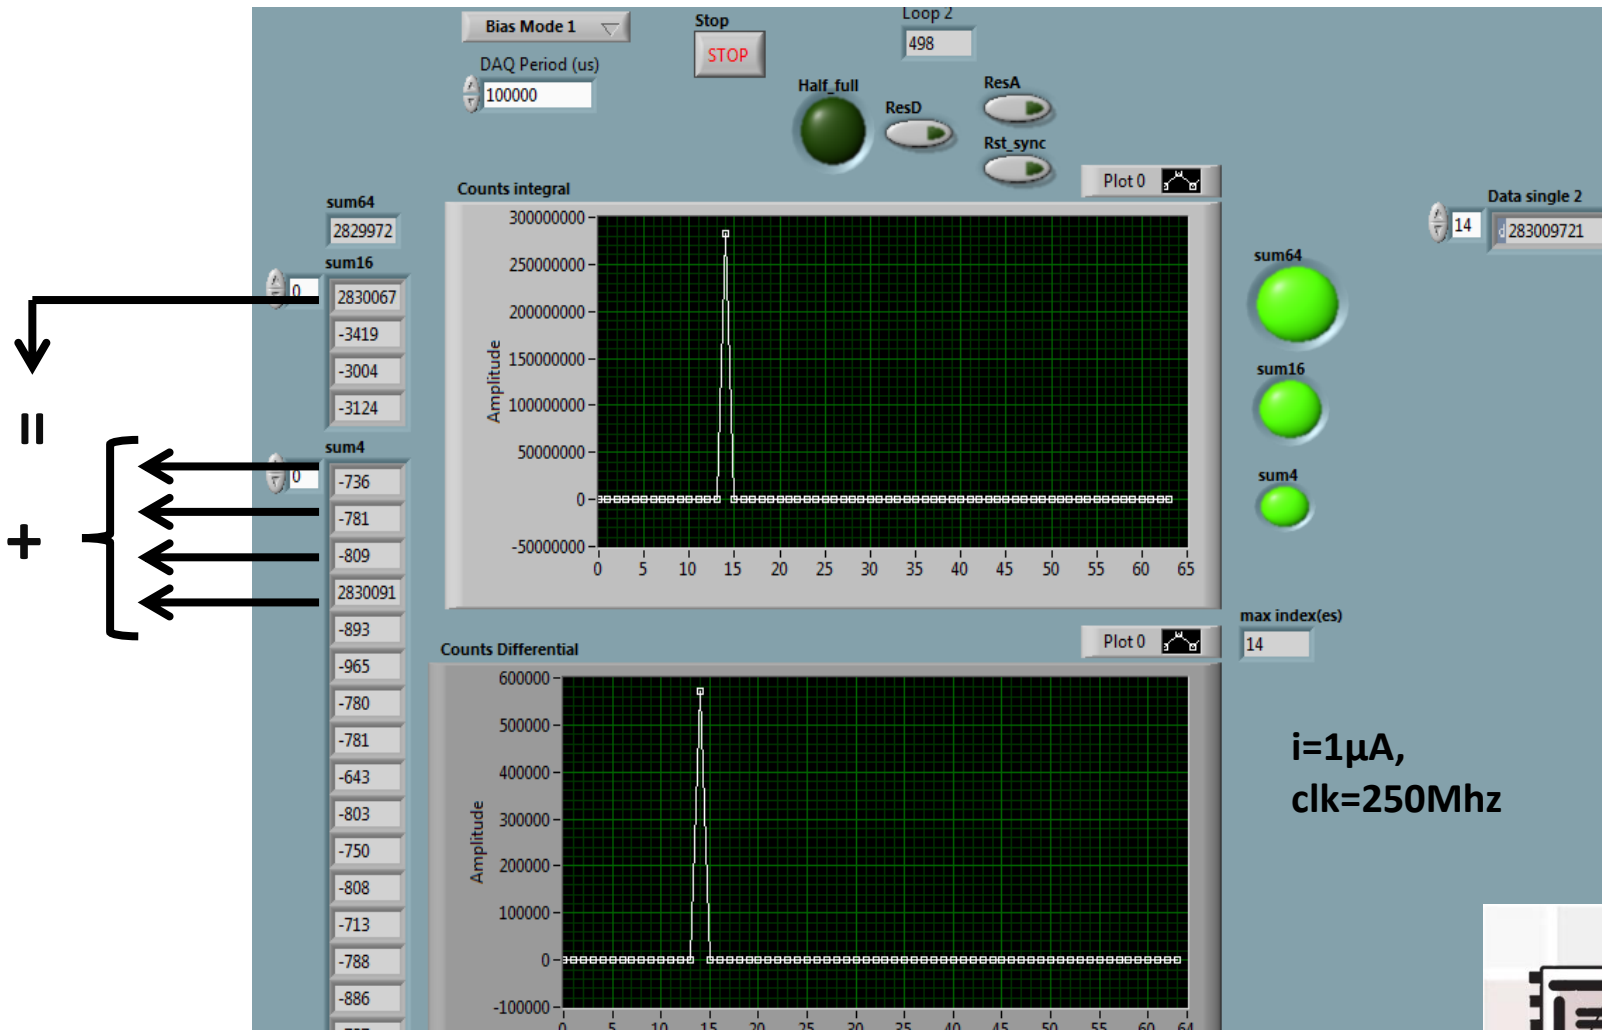 Bias Mode 1
Stop
STOP
Loop 2
498
DAQ Period (us)
100000
Half_full
ResD
ResA
Rst_sync
Plot 0
Counts integral
sum64
2829972
sum16
0
2830067
-3419
-3004
-3124
sum4
0
-736
-781
-809
2830091
-893
-965
-780
-781
-643
-803
-750
-808
-713
-788
-886
=
+
Amplitude
300000000
250000000
200000000
150000000
100000000
50000000
0
-50000000
0 5 10 15 20 25 30 35 40 45 50 55 60 65
Data single 2
14
d 283009721
sum64
sum16
sum4
max index(es)
14
Counts Differential
Plot 0
Amplitude
600000
500000
400000
300000
200000
100000
0
-100000
0 5 10 15 20 25 30 35 40 45 50 55 60 64
i=1µA,
clk=250Mhz